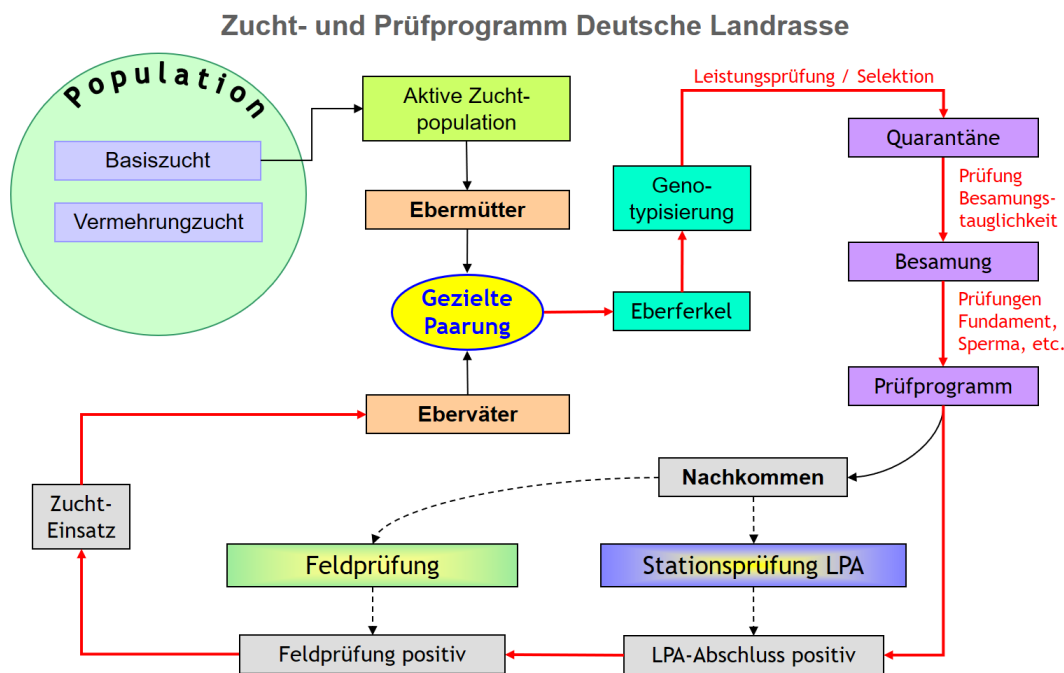 Zucht- und Prüfprogramm Deutsche Landrasse
Population
Basiszucht
Vermehrungzucht
Aktive Zucht-
population
Ebermütter
Gezielte
Paarung
Eberväter
Leistungsprüfung / Selektion
Geno-
typisierung
Eberferkel
Quarantäne
Prüfung
Besamungs-
tauglichkeit
Besamung
Prüfungen
Fundament,
Sperma, etc.
Prüfprogramm
Nachkommen
Zucht-
Einsatz
Feldprüfung
Stationsprüfung LPA
Feldprüfung positiv
LPA-Abschluss positiv